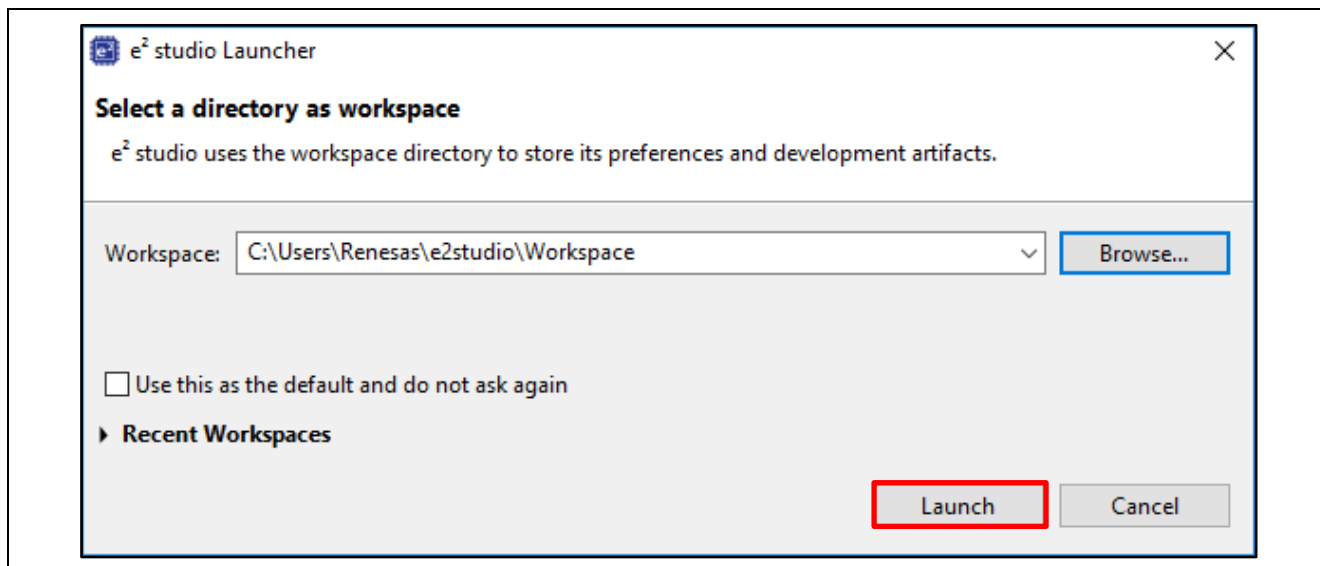 e² studio Launcher
Select a directory as workspace
e² studio uses the workspace directory to store its preferences and development artifacts.
Workspace: C:\Users\Renesas\e2studio\Workspace Browse...
Use this as the default and do not ask again
Recent Workspaces
Launch Cancel